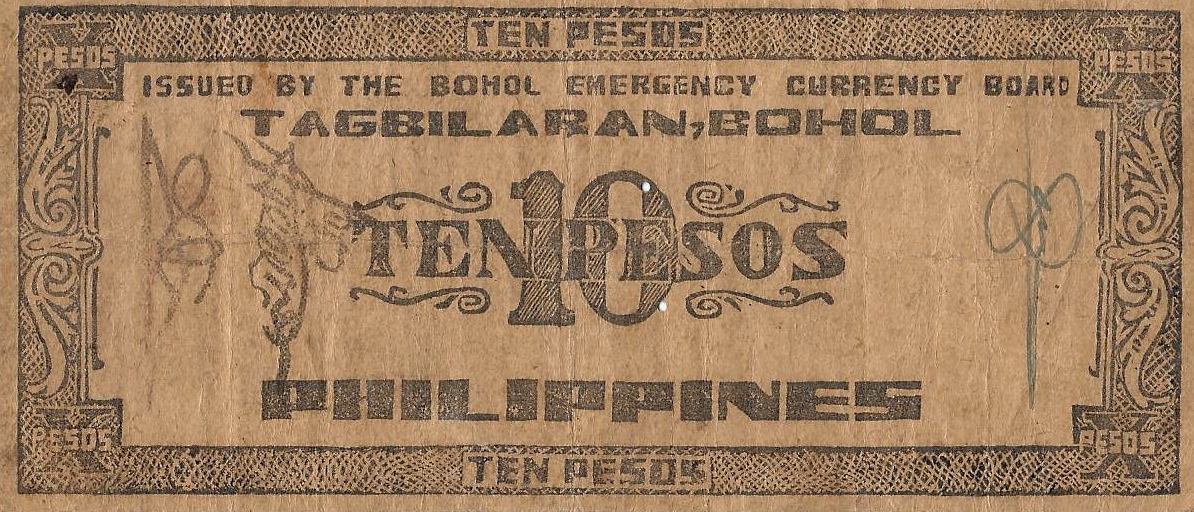 TEN PESOS
X PESOS
X PESOS
ISSUED BY THE BOHOL EMERGENCY CURRENCY BOARD
TAGBILARAN, BOHOL
10
TEN PESOS
PHILIPPINES
X PESOS
X PESOS
TEN PESOS